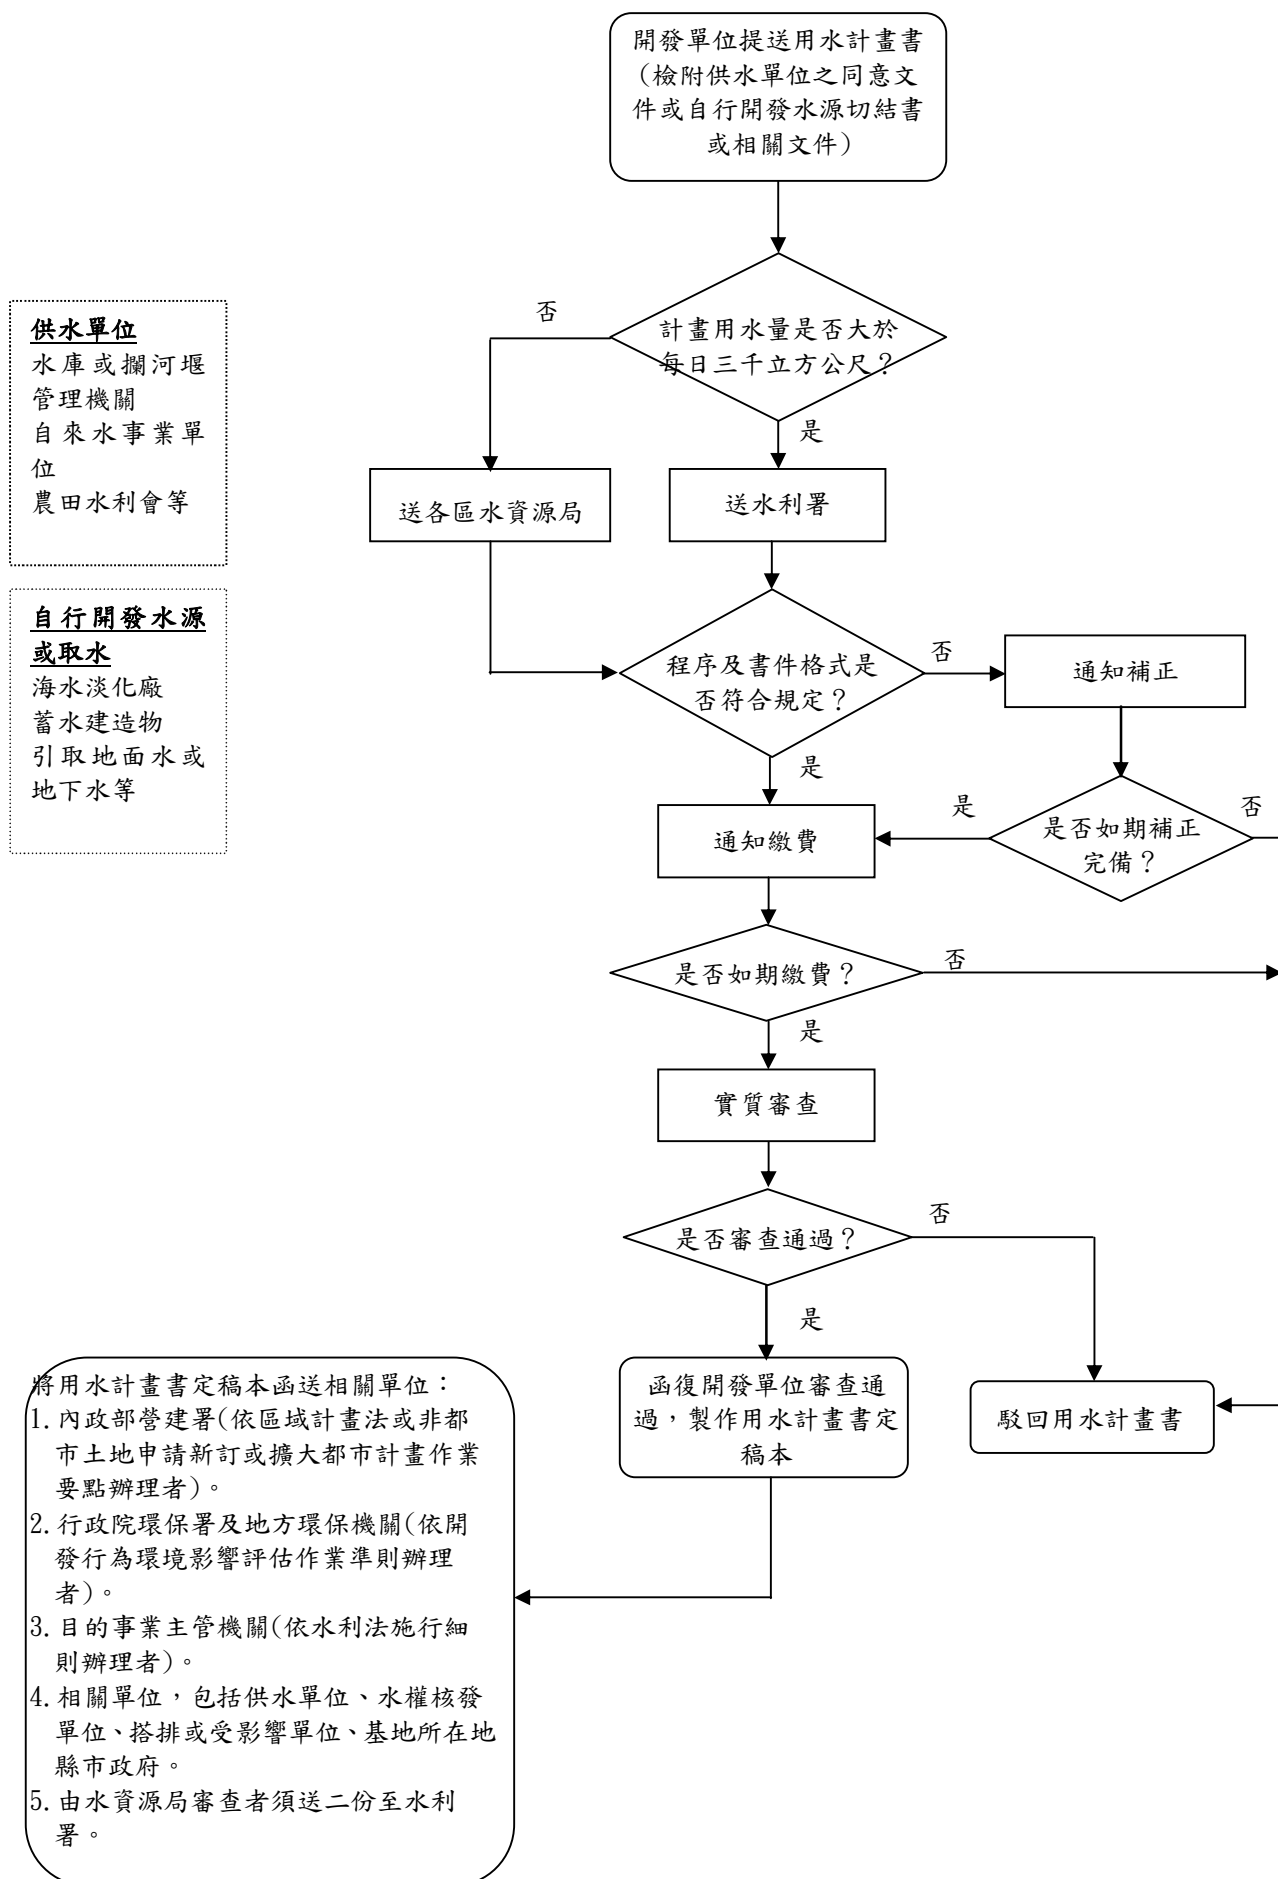 開發單位提送用水計畫書
(檢附供水單位之同意文
件或自行開發水源切結書
或相關文件)
否
計畫用水量是否大於
每日三千立方公尺？
是
供水單位
水庫或攔河堰
管理機關
自來水事業單
位
農田水利會等
送各區水資源局
送水利署
自行開發水源
或取水
海水淡化廠
蓄水建造物
引取地面水或
地下水等
程序及書件格式是
否符合規定？
否
通知補正
是
通知繳費
是
是否如期補正
完備？
否
是否如期繳費？
否
是
實質審查
是否審查通過？
否
是
函復開發單位審查通
過，製作用水計畫書定
稿本
駁回用水計畫書
將用水計畫書定稿本函送相關單位：
1. 內政部營建署(依區域計畫法或非都
市土地申請新訂或擴大都市計畫作業
要點辦理者)。
2. 行政院環保署及地方環保機關(依開
發行為環境影響評估作業準則辦理
者)。
3. 目的事業主管機關(依水利法施行細
則辦理者)。
4. 相關單位，包括供水單位、水權核發
單位、搭排或受影響單位、基地所在地
縣市政府。
5. 由水資源局審查者須送二份至水利
署。